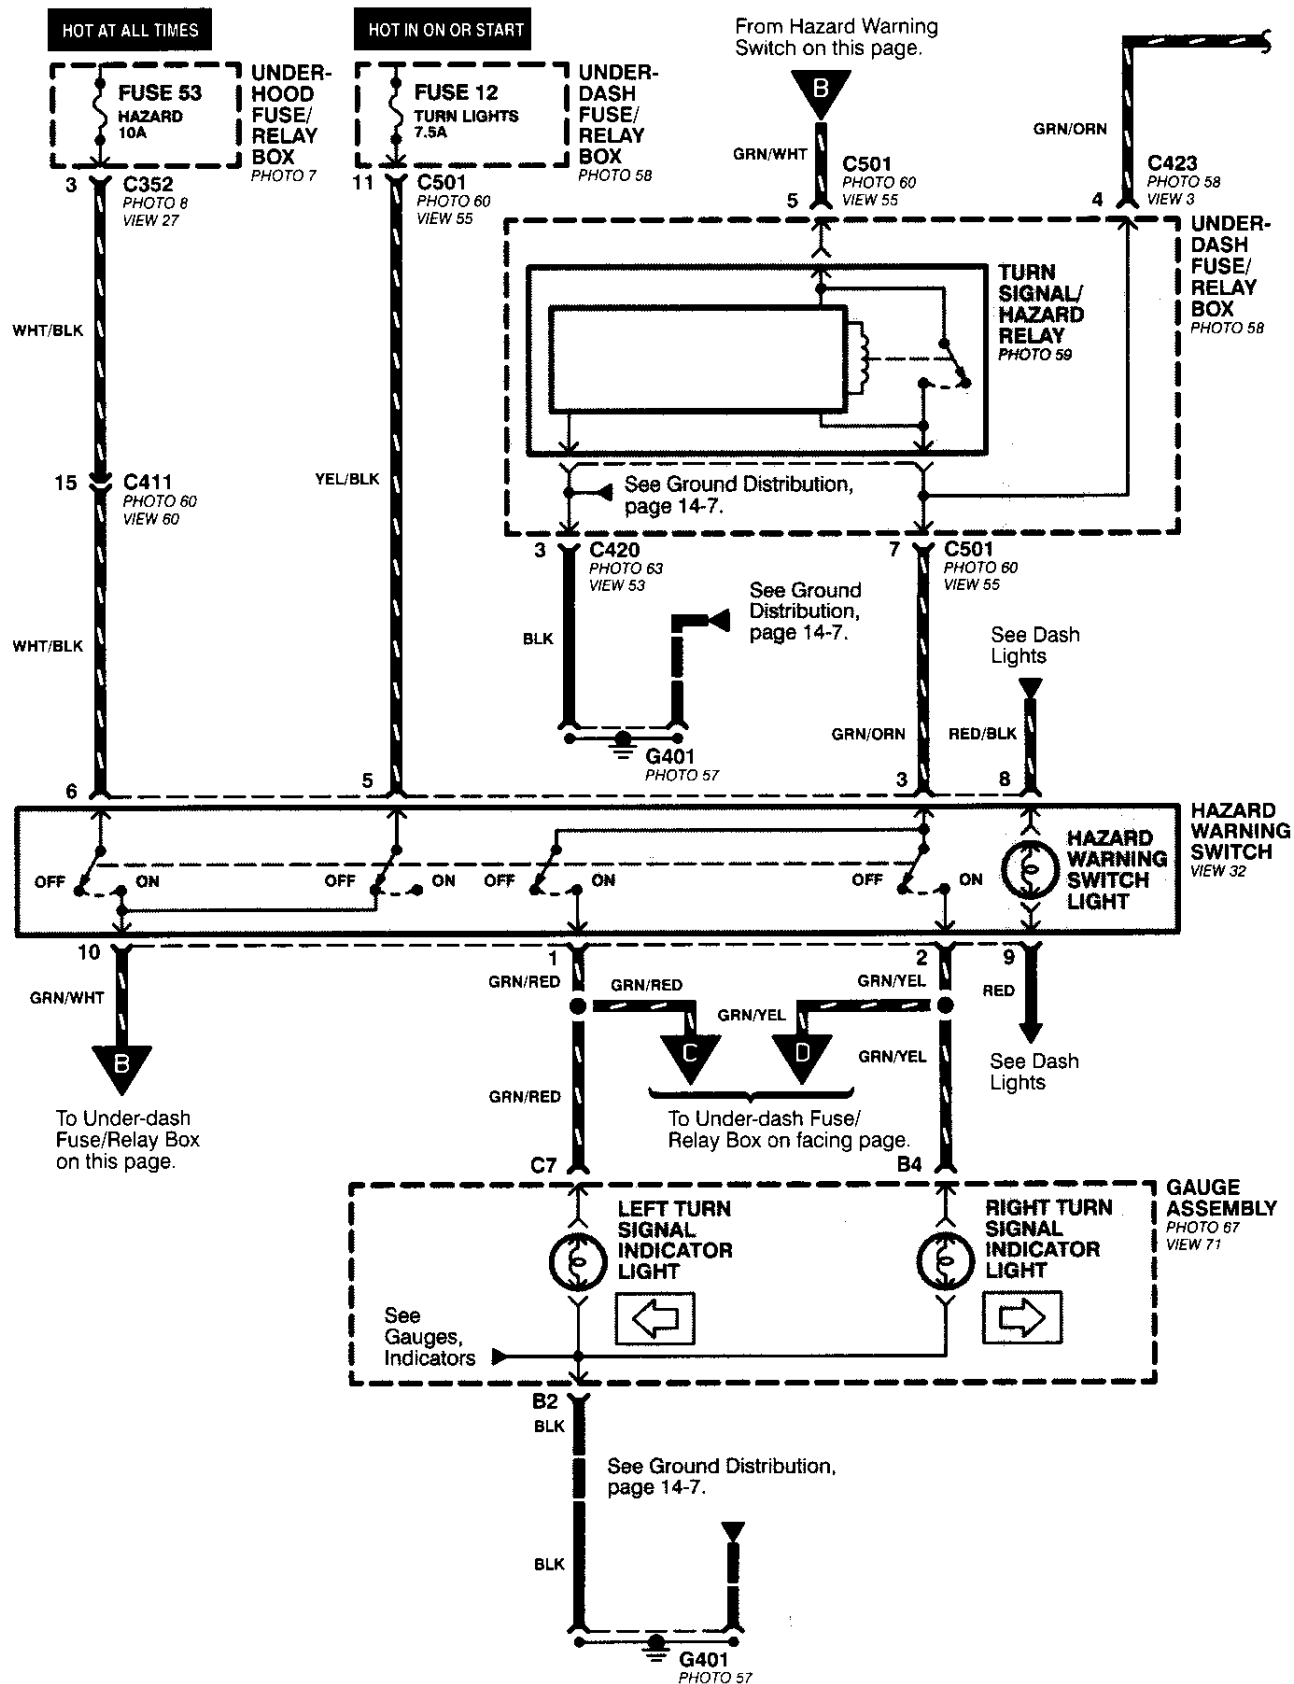 HOT AT ALL TIMES
HOT IN ON OR START
From Hazard Warning
Switch on this page.
B
FUSE 53
HAZARD
10A
UNDER-
HOOD
FUSE/
RELAY
BOX
PHOTO 7
FUSE 12
TURN LIGHTS
7.5A
UNDER-
DASH
FUSE/
RELAY
BOX
PHOTO 58
GRN/WHT
GRN/ORN
3
C352
PHOTO 8
VIEW 27
11
C501
PHOTO 60
VIEW 55
5
C501
PHOTO 60
VIEW 55
4
C423
PHOTO 58
VIEW 3
UNDER-
DASH
FUSE/
RELAY
BOX
PHOTO 58
TURN
SIGNAL/
HAZARD
RELAY
PHOTO 59
WHT/BLK
YEL/BLK
15
C411
PHOTO 60
VIEW 60
See Ground Distribution,
page 14-7.
3
C420
PHOTO 63
VIEW 53
7
C501
PHOTO 60
VIEW 55
See Ground
Distribution,
page 14-7.
WHT/BLK
BLK
See Dash
Lights
GRN/ORN
RED/BLK
G401
PHOTO 57
6
5
3
8
HAZARD
WARNING
SWITCH
VIEW 32
HAZARD
WARNING
SWITCH
LIGHT
OFF
ON
OFF
ON
OFF
ON
OFF
ON
10
1
2
9
GRN/WHT
GRN/RED
GRN/RED
GRN/YEL
GRN/YEL
RED
B
C
D
GRN/YEL
See Dash
Lights
GRN/RED
To Under-dash
Fuse/Relay Box
on this page.
To Under-dash Fuse/
Relay Box on facing page.
C7
B4
GAUGE
ASSEMBLY
PHOTO 67
VIEW 71
LEFT TURN
SIGNAL
INDICATOR
LIGHT
RIGHT TURN
SIGNAL
INDICATOR
LIGHT
See
Gauges,
Indicators
B2
BLK
See Ground Distribution,
page 14-7.
BLK
G401
PHOTO 57